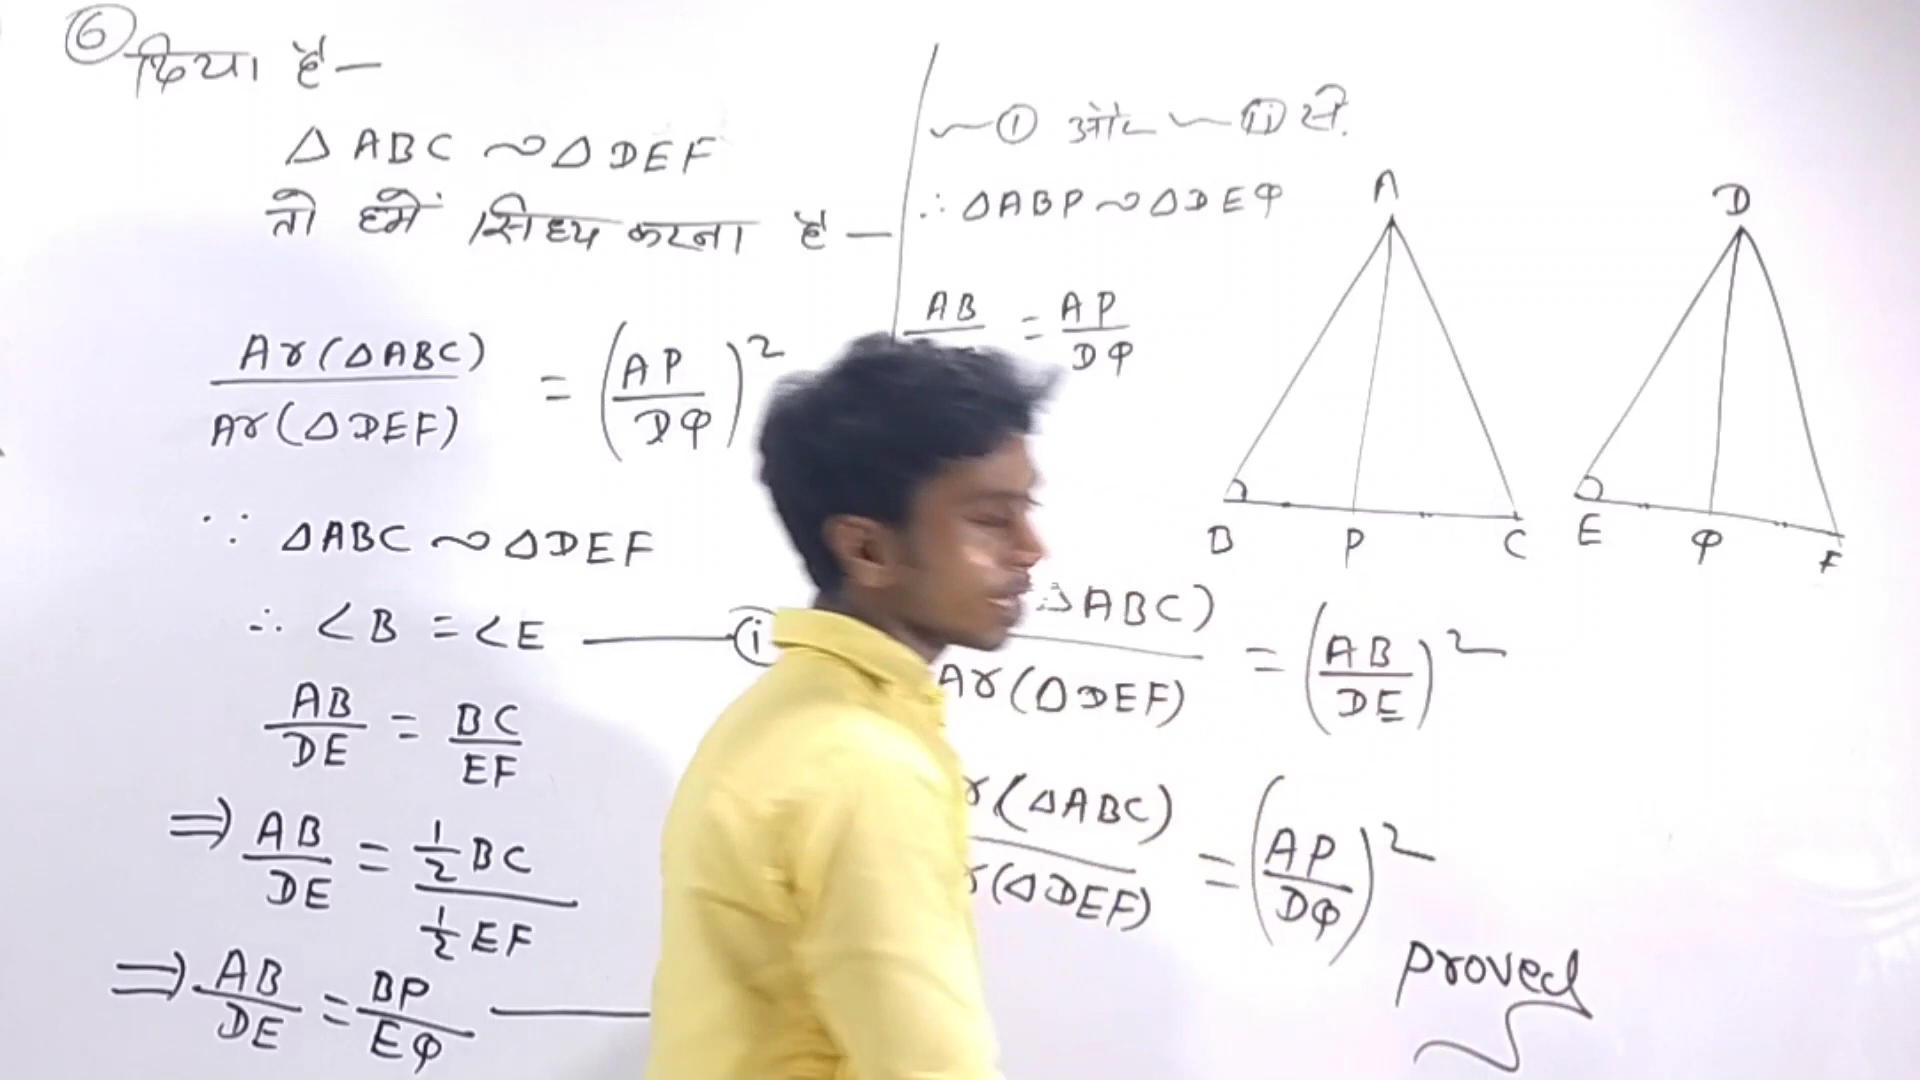 ⑥ दिया है—
△ABC ~ △DEF
तो हमें सिध्य करना है —
Ar(△ABC)
Ar(△DEF)
= (AP/DQ)²
∵ △ABC ~ △DEF
∴ ∠B = ∠E —— ⓘ
AB/DE = BC/EF
⇒ AB/DE = ½BC / ½EF
⇒ AB/DE = BP/EQ ——
~ ⓘ और ~ ⓘⓘ से.
∴ △ABP ~ △DEQ
AB = AP/DQ
△ABC)
Ar(△DEF)
= (AB/DE)²
r(△ABC)
r(△DEF)
= (AP/DQ)²
proved
A
B P C
D
E Q F